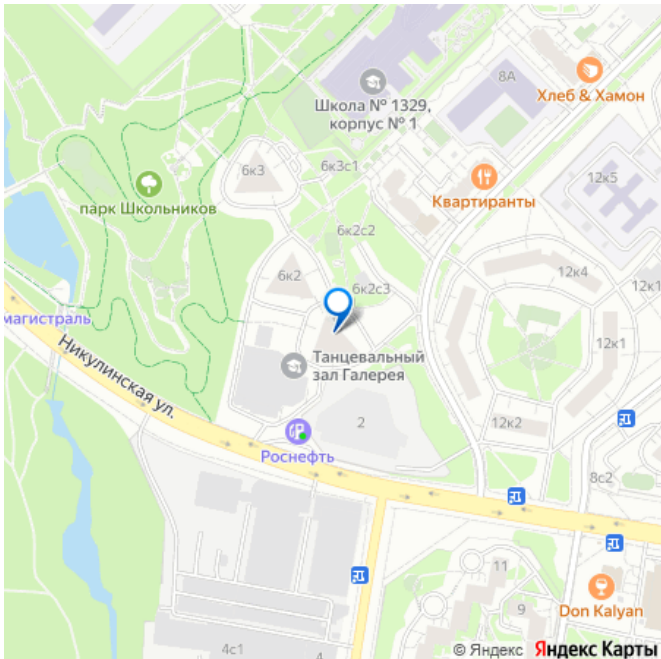 8А
Хлеб & Хамон
Школа № 1329,
корпус № 1
6к3
6к3с1
Квартиранты
12к5
парк Школьников
6к2с2
6к2
6к2с3
12к4
12к1
магистраль
Никулинская ул.
Танцевальный
зал Галерея
12к1
2
12к2
Роснефть
8с2
11
9
Don Kalyan
4с1
© Яндекс Яндекс Карты